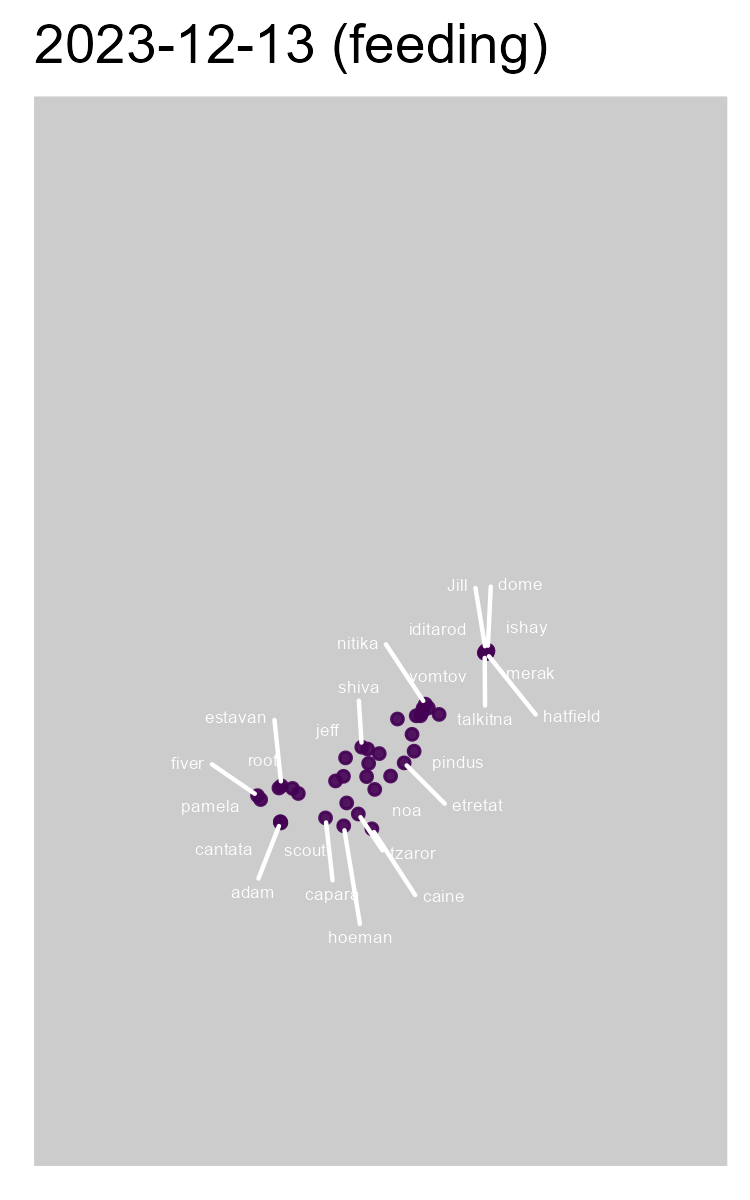 2023-12-13 (feeding)
Jill
dome
iditarod
ishay
nitika
yomtov
merak
shiva
estavan
talkitna
hatfield
jeff
root
fiver
pindus
pamela
etretat
noa
cantata
scout
tzaror
adam
capara
caine
hoeman